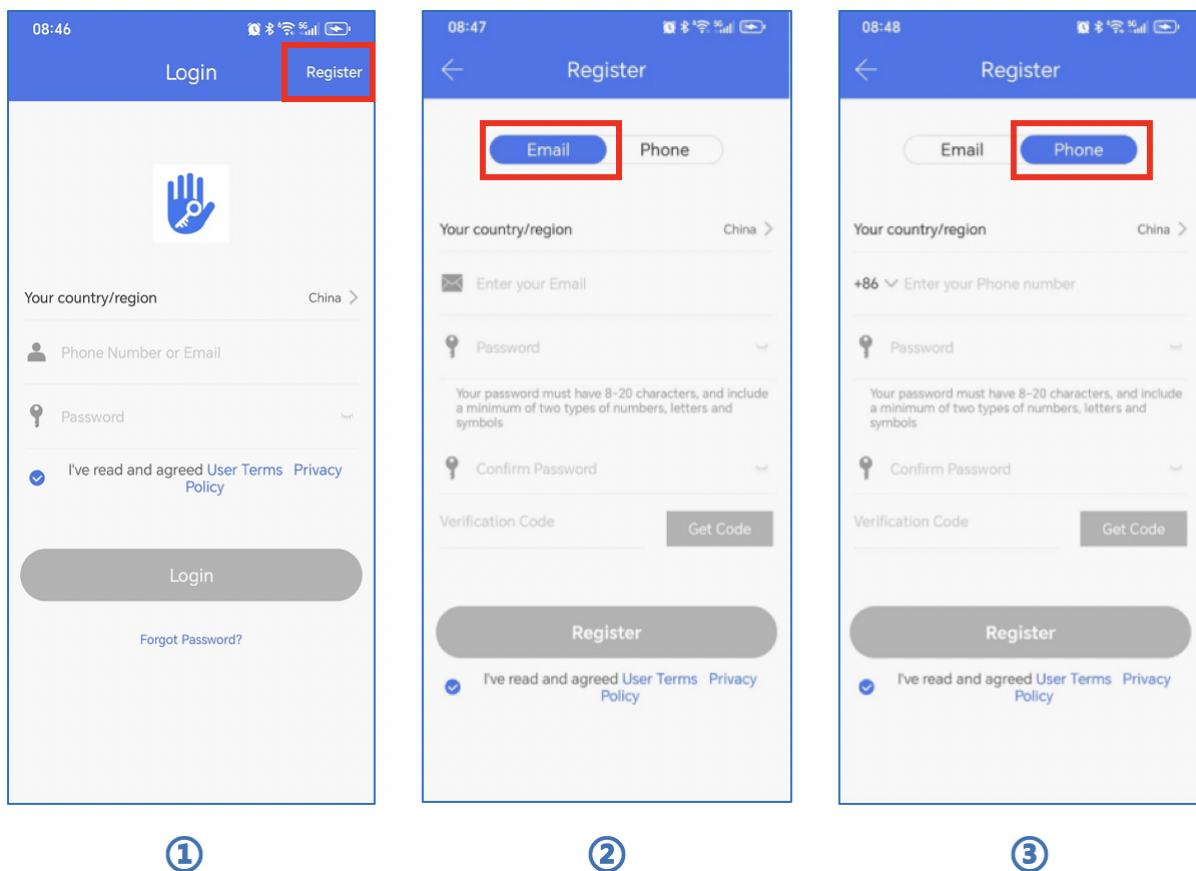 08:46
Login
Register
Your country/region
China
Phone Number or Email
Password
I've read and agreed User Terms Privacy
Policy
Login
Forgot Password?
①
08:47
Register
Email
Phone
Your country/region
China
Enter your Email
Password
Your password must have 8-20 characters, and include
a minimum of two types of numbers, letters and
symbols
Confirm Password
Verification Code
Get Code
Register
I've read and agreed User Terms Privacy
Policy
②
08:48
Register
Email
Phone
Your country/region
China
+86
Enter your Phone number
Password
Your password must have 8-20 characters, and include
a minimum of two types of numbers, letters and
symbols
Confirm Password
Verification Code
Get Code
Register
I've read and agreed User Terms Privacy
Policy
③